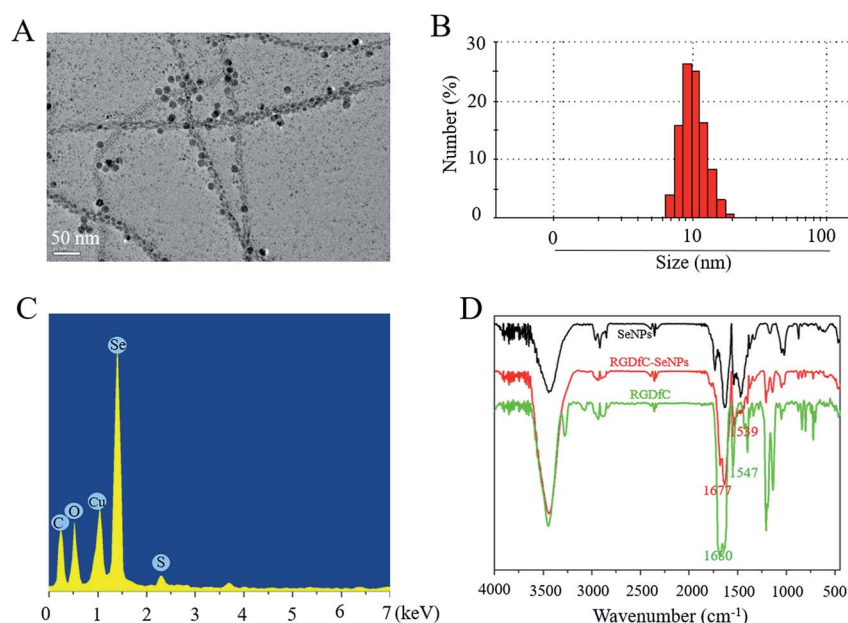 A
50 nm
B
Number (%)
30
20
10
0
0
10
100
Size (nm)
C
C
O
Cu
Se
S
0
1
2
3
4
5
6
7
(keV)
D
SeNPs
RGDfC-SeNPs
RGDfC
1539
1547
1677
1630
4000
3500
3000
2500
2000
1500
1000
500
Wavenumber (cm-1)